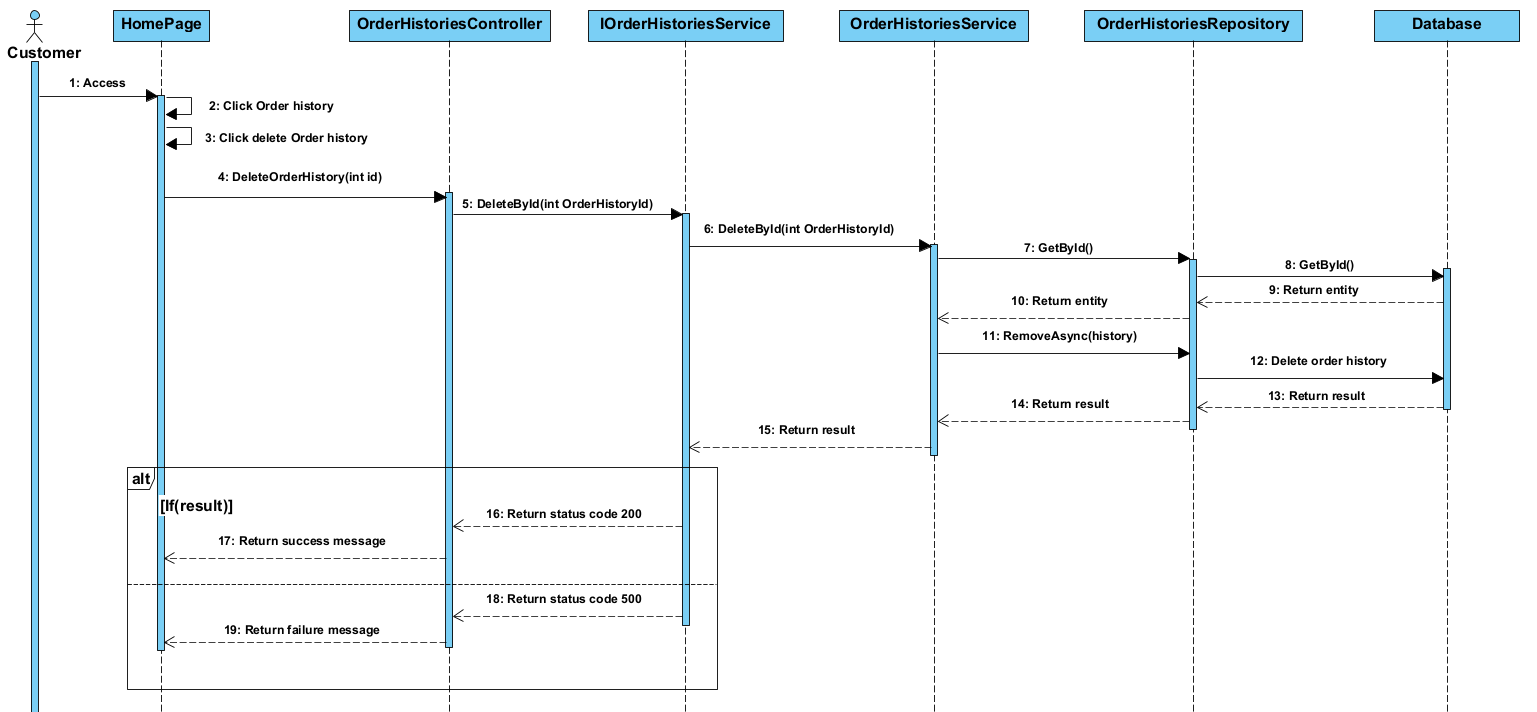 HomePage
OrderHistoriesController
IOrderHistoriesService
OrderHistoriesService
OrderHistoriesRepository
Database
Customer
1: Access
2: Click Order history
3: Click delete Order history
4: DeleteOrderHistory(int id)
5: DeleteById(int OrderHistoryId)
6: DeleteById(int OrderHistoryId)
7: GetById()
8: GetById()
9: Return entity
10: Return entity
11: RemoveAsync(history)
12: Delete order history
13: Return result
14: Return result
15: Return result
alt
[If(result)]
16: Return status code 200
17: Return success message
18: Return status code 500
19: Return failure message